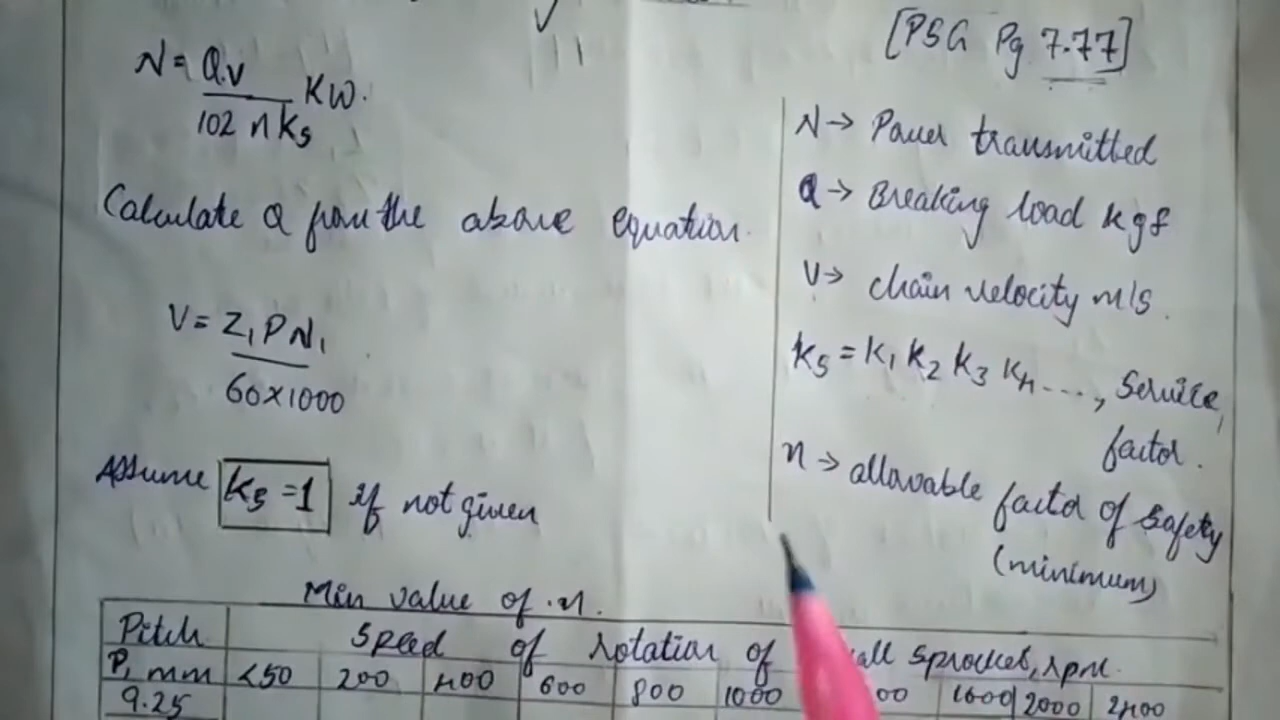 [PSG Pg 7.77]
N = Q.V / 102 n ks KW.
Calculate Q from the above equation.
V = Z1 P N1 / 60×1000
Assume ks = 1 if not given
N → Power transmitted
Q → Breaking load kgf
V → chain velocity m/s.
ks = K1 K2 K3 K4 ...., Service
factor.
n → allowable factor of safety
(minimum)
Min value of .n.
Pitch Speed of rotation of sprocket, rpm.
P, mm <50 200 400 600 800 1000 1600 2000 2400
9.25